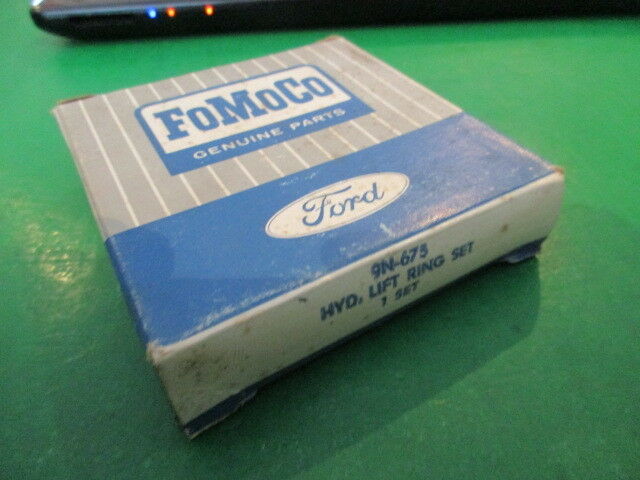 FoMoCo
GENUINE PARTS
Ford
9N-675
HYD. LIFT RING SET
1 SET